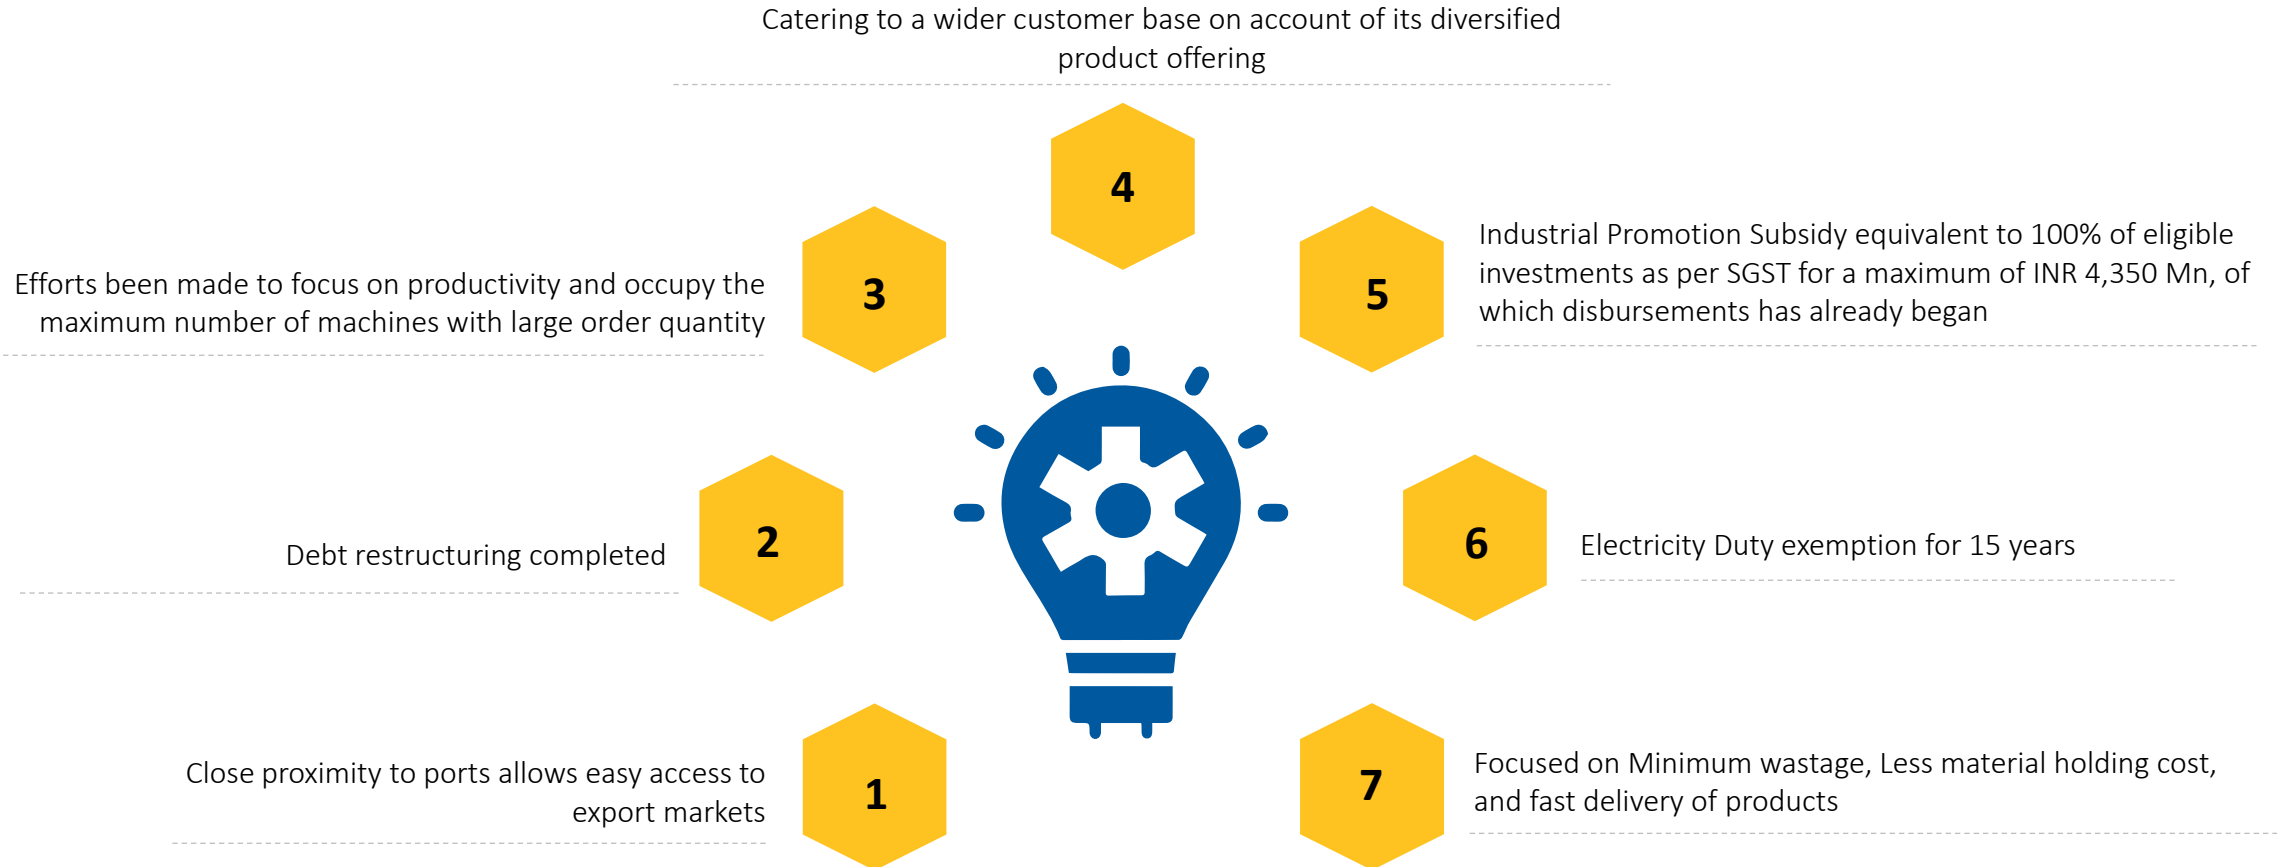 Catering to a wider customer base on account of its diversified
product offering
4
3
Efforts been made to focus on productivity and occupy the
maximum number of machines with large order quantity
5
Industrial Promotion Subsidy equivalent to 100% of eligible
investments as per SGST for a maximum of INR 4,350 Mn, of
which disbursements has already began
2
Debt restructuring completed
6
Electricity Duty exemption for 15 years
1
Close proximity to ports allows easy access to
export markets
7
Focused on Minimum wastage, Less material holding cost,
and fast delivery of products